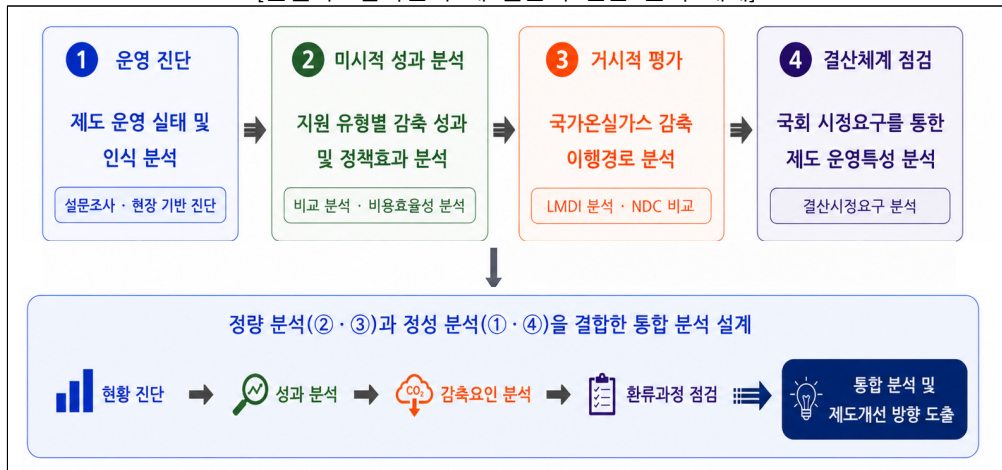 1 운영 진단
제도 운영 실태 및
인식 분석
설문조사 · 현장 기반 진단
2 미시적 성과 분석
지원 유형별 감축 성과
및 정책효과 분석
비교 분석 · 비용효율성 분석
3 거시적 평가
국가온실가스 감축
이행경로 분석
LMDI 분석 · NDC 비교
4 결산체계 점검
국회 시정요구를 통한
제도 운영특성 분석
결산시정요구 분석
정량 분석(② · ③)과 정성 분석(① · ④)을 결합한 통합 분석 설계
현황 진단
성과 분석
CO₂
감축요인 분석
환류과정 점검
통합 분석 및
제도개선 방향 도출